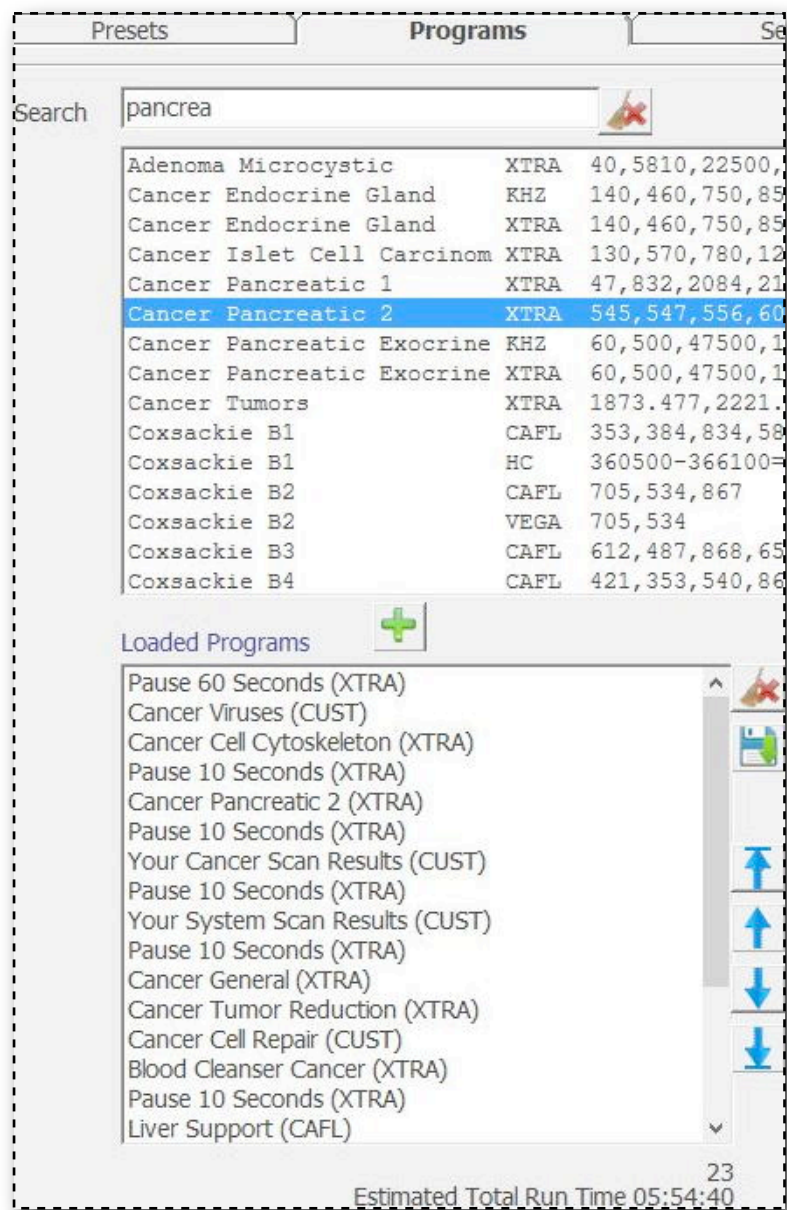 Presets Programs Se
Search pancrea
Adenoma Microcystic XTRA 40,5810,22500,
Cancer Endocrine Gland KHZ 140,460,750,85
Cancer Endocrine Gland XTRA 140,460,750,85
Cancer Islet Cell Carcinom XTRA 130,570,780,12
Cancer Pancreatic 1 XTRA 47,832,2084,21
Cancer Pancreatic 2 XTRA 545,547,556,60
Cancer Pancreatic Exocrine KHZ 60,500,47500,1
Cancer Pancreatic Exocrine XTRA 60,500,47500,1
Cancer Tumors XTRA 1873.477,2221.
Coxsackie B1 CAFL 353,384,834,58
Coxsackie B1 HC 360500-366100=
Coxsackie B2 CAFL 705,534,867
Coxsackie B2 VEGA 705,534
Coxsackie B3 CAFL 612,487,868,65
Coxsackie B4 CAFL 421,353,540,86
Loaded Programs
Pause 60 Seconds (XTRA)
Cancer Viruses (CUST)
Cancer Cell Cytoskeleton (XTRA)
Pause 10 Seconds (XTRA)
Cancer Pancreatic 2 (XTRA)
Pause 10 Seconds (XTRA)
Your Cancer Scan Results (CUST)
Pause 10 Seconds (XTRA)
Your System Scan Results (CUST)
Pause 10 Seconds (XTRA)
Cancer General (XTRA)
Cancer Tumor Reduction (XTRA)
Cancer Cell Repair (CUST)
Blood Cleanser Cancer (XTRA)
Pause 10 Seconds (XTRA)
Liver Support (CAFL)
23
Estimated Total Run Time 05:54:40